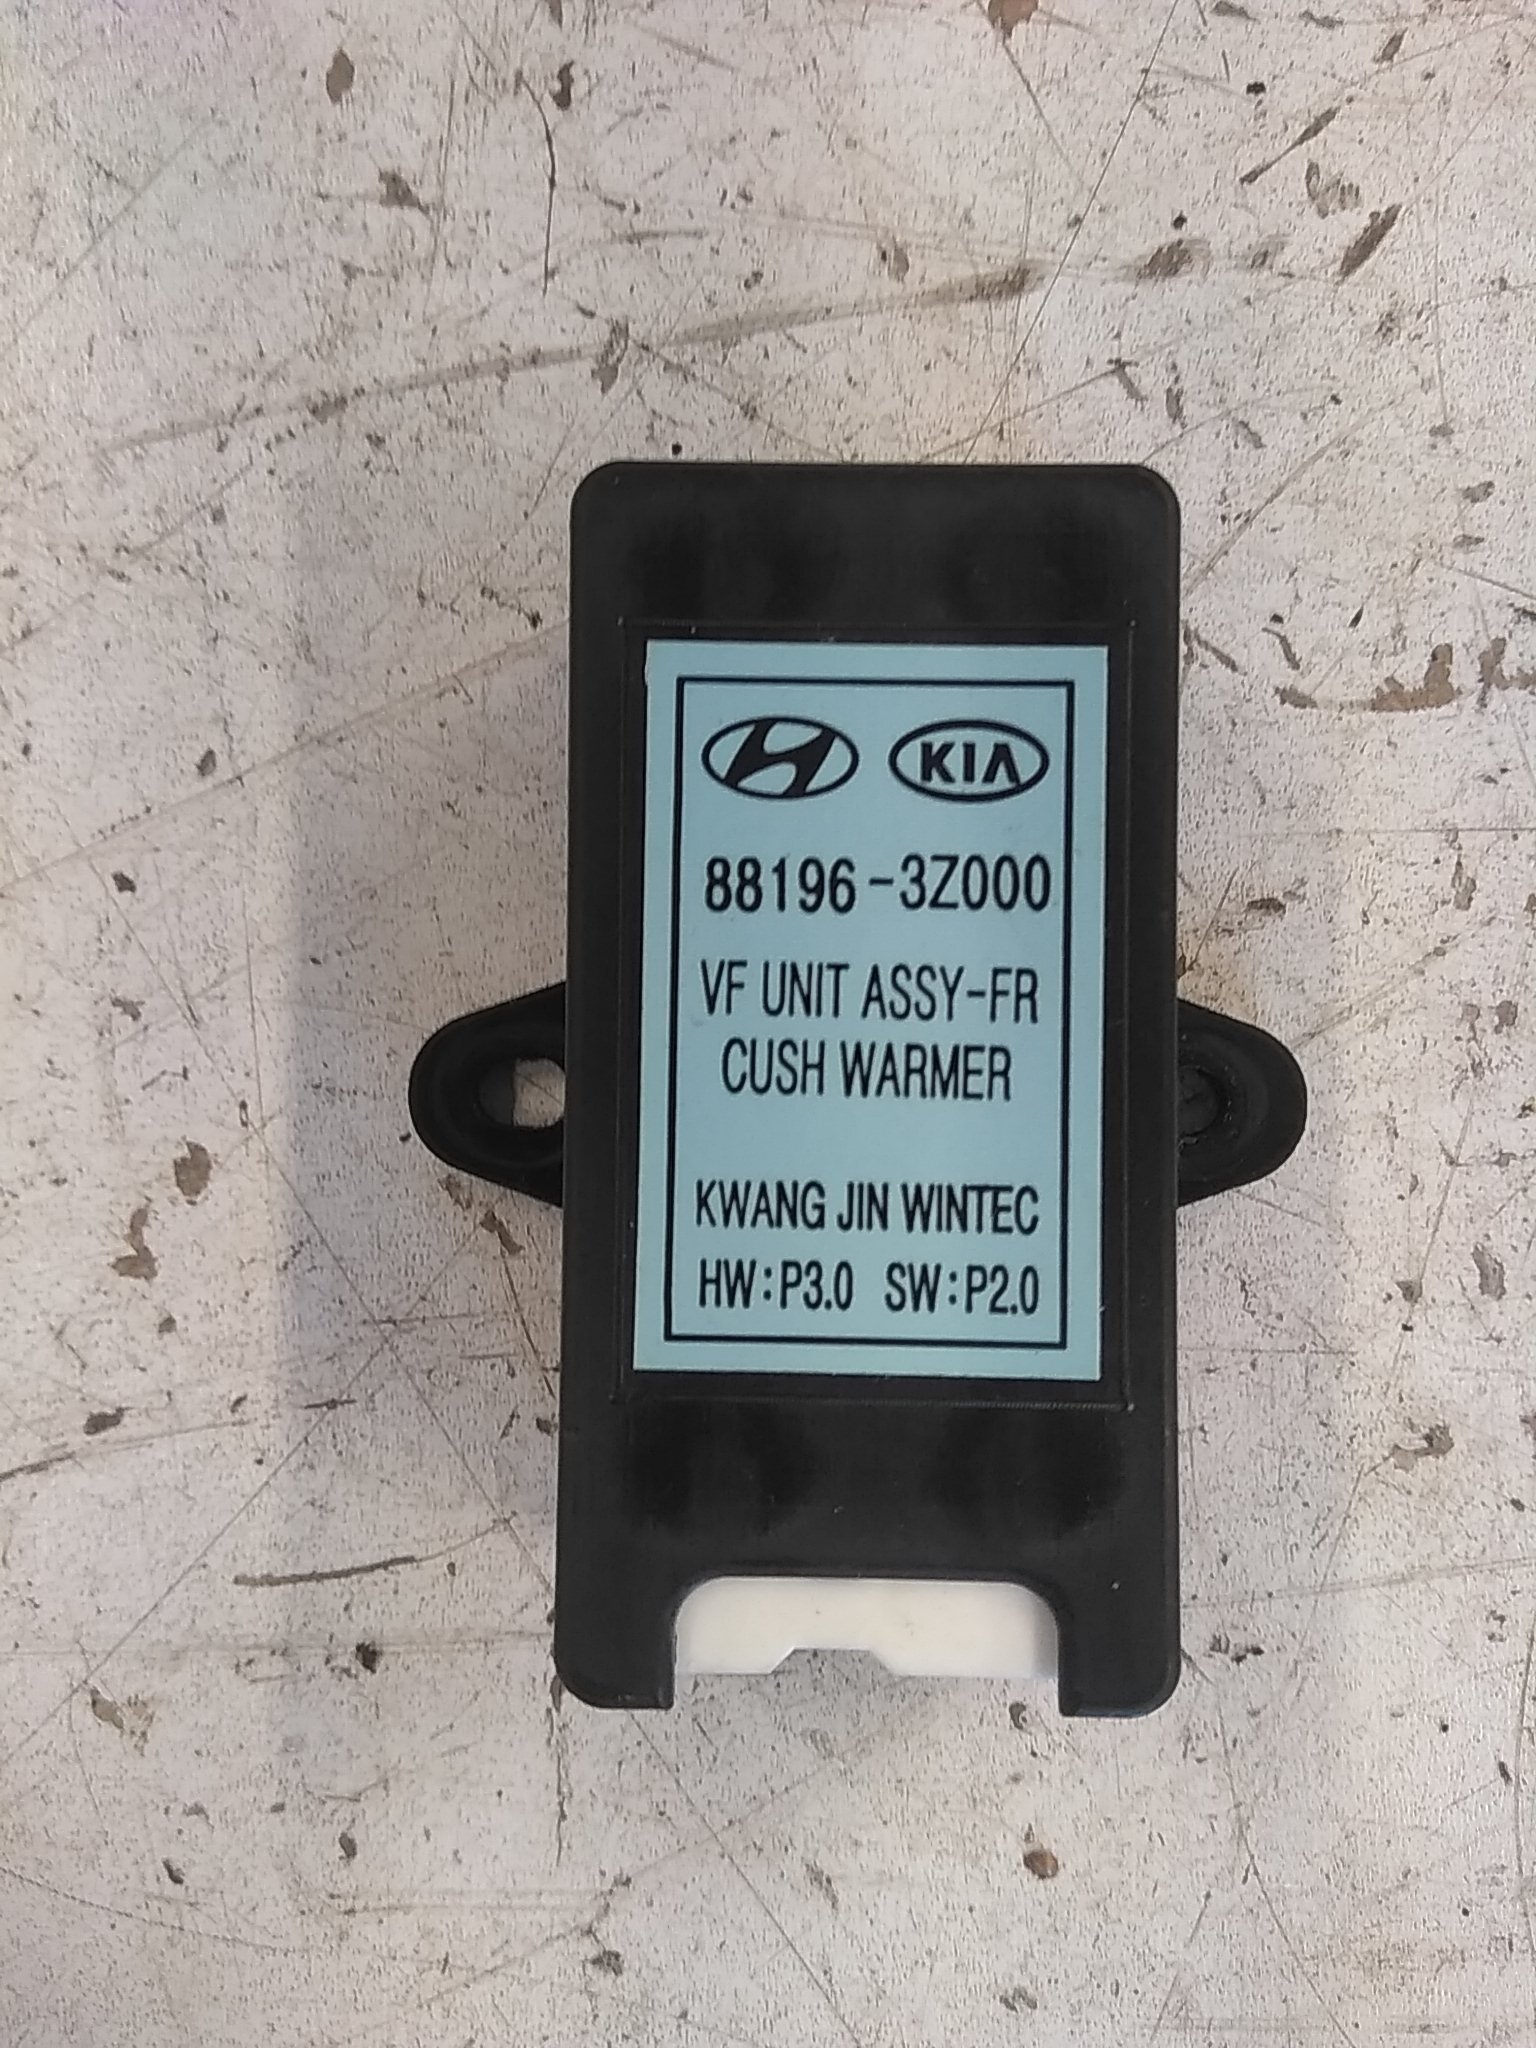 KIA
88196-3Z000
VF UNIT ASSY-FR
CUSH WARMER
KWANG JIN WINTEC
HW:P3.0 SW:P2.0